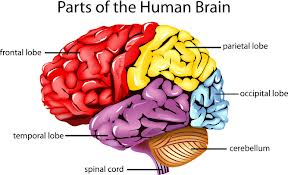 Parts of the Human Brain
frontal lobe
parietal lobe
occipital lobe
temporal lobe
cerebellum
spinal cord